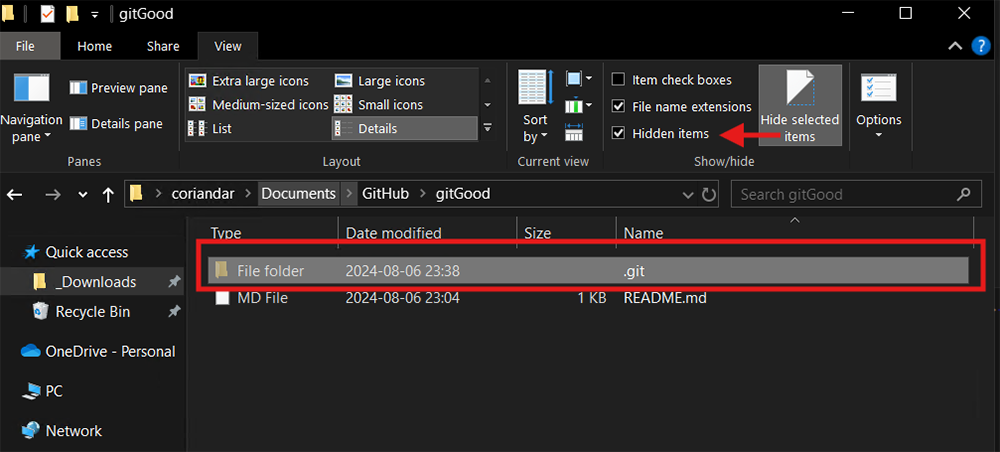 gitGood
File Home Share View
Navigation pane
Preview pane
Details pane
Panes
Extra large icons Large icons
Medium-sized icons Small icons
List Details
Layout
Sort by
Current view
Item check boxes
File name extensions
Hidden items
Hide selected items
Show/hide
Options
coriandar > Documents > GitHub > gitGood
Search gitGood
Type Date modified Size Name
File folder 2024-08-06 23:38 .git
MD File 2024-08-06 23:04 1 KB README.md
Quick access
_Downloads
Recycle Bin
OneDrive - Personal
PC
Network